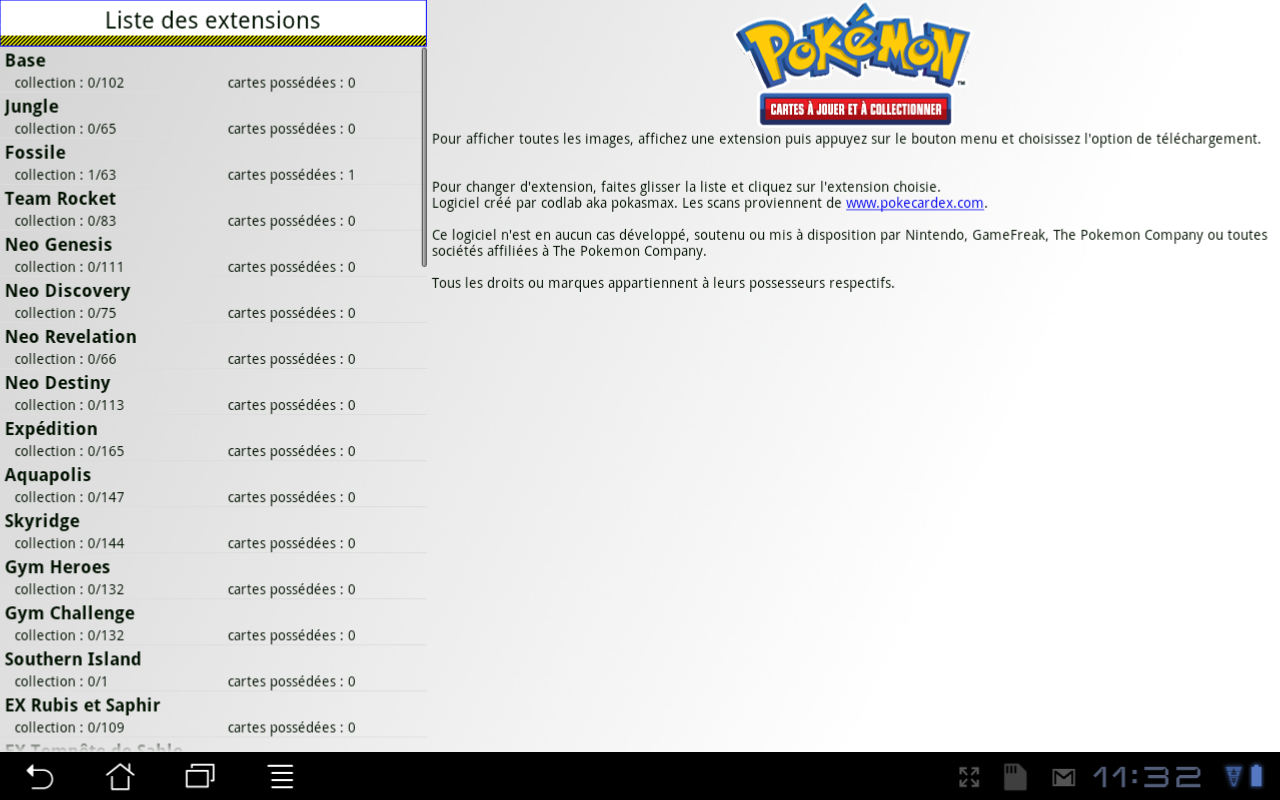 Liste des extensions
Base
collection : 0/102 cartes possédées : 0
Jungle
collection : 0/65 cartes possédées : 0
Fossile
collection : 1/63 cartes possédées : 1
Team Rocket
collection : 0/83 cartes possédées : 0
Neo Genesis
collection : 0/111 cartes possédées : 0
Neo Discovery
collection : 0/75 cartes possédées : 0
Neo Revelation
collection : 0/66 cartes possédées : 0
Neo Destiny
collection : 0/113 cartes possédées : 0
Expédition
collection : 0/165 cartes possédées : 0
Aquapolis
collection : 0/147 cartes possédées : 0
Skyridge
collection : 0/144 cartes possédées : 0
Gym Heroes
collection : 0/132 cartes possédées : 0
Gym Challenge
collection : 0/132 cartes possédées : 0
Southern Island
collection : 0/1 cartes possédées : 0
EX Rubis et Saphir
collection : 0/109 cartes possédées : 0
EX Tempête de Sable
POKéMON
™
CARTES À JOUER ET À COLLECTIONNER
Pour afficher toutes les images, affichez une extension puis appuyez sur le bouton menu et choisissez l'option de téléchargement.
Pour changer d'extension, faites glisser la liste et cliquez sur l'extension choisie.
Logiciel créé par codlab aka pokasmax. Les scans proviennent de www.pokecardex.com.
Ce logiciel n'est en aucun cas développé, soutenu ou mis à disposition par Nintendo, GameFreak, The Pokemon Company ou toutes
sociétés affiliées à The Pokemon Company.
Tous les droits ou marques appartiennent à leurs possesseurs respectifs.
11:32